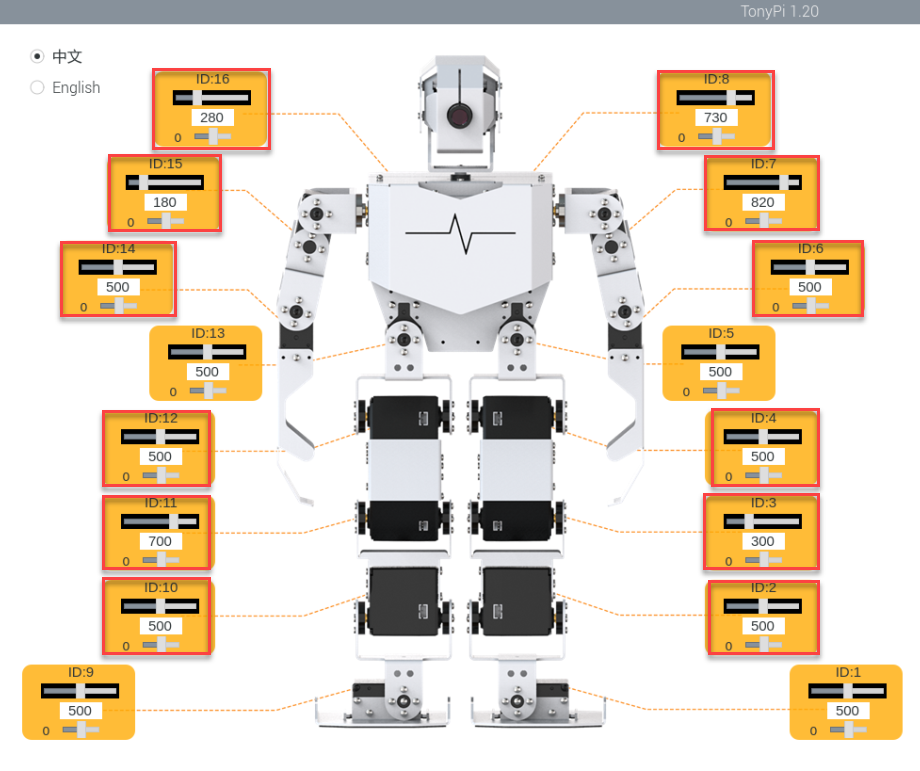 TonyPi 1.20
中文
English
ID:16
280
0
ID:8
730
0
ID:15
180
0
ID:7
820
0
ID:14
500
0
ID:6
500
0
ID:13
500
0
ID:5
500
0
ID:12
500
0
ID:4
500
0
ID:11
700
0
ID:3
300
0
ID:10
500
0
ID:2
500
0
ID:9
500
0
ID:1
500
0